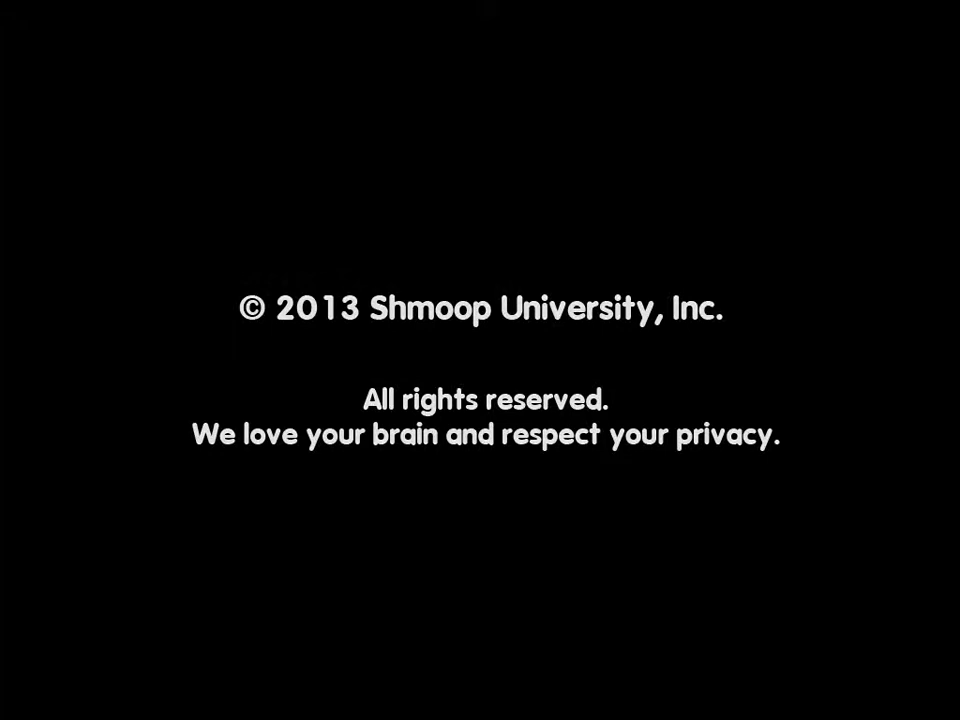 © 2013 Shmoop University, Inc.
All rights reserved.
We love your brain and respect your privacy.